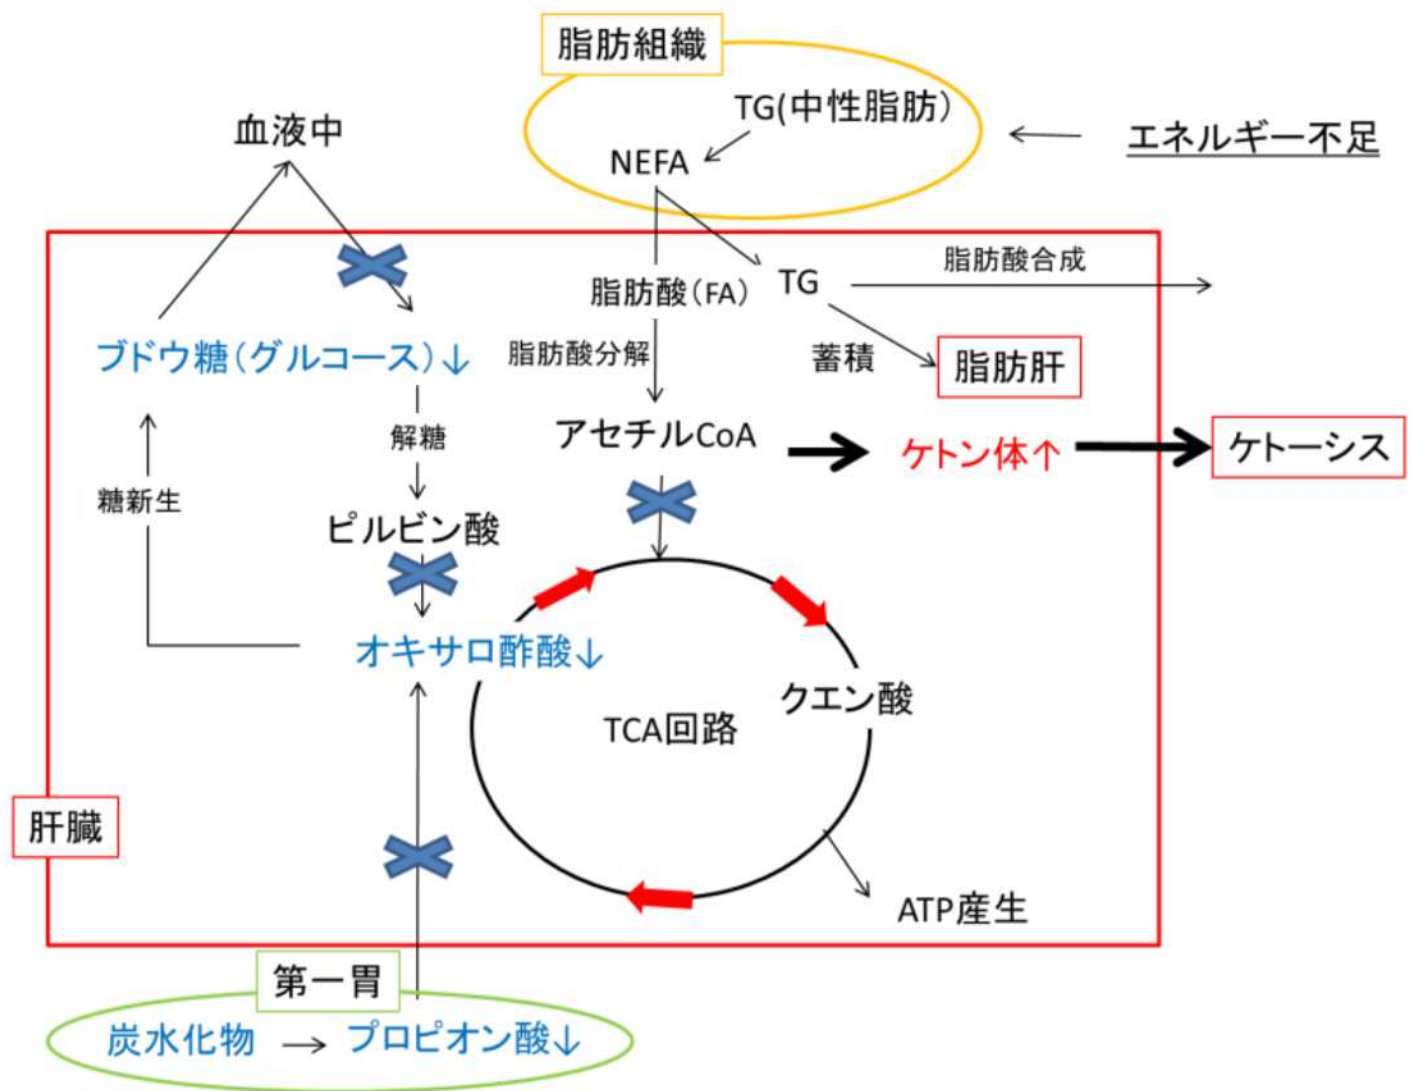 脂肪組織
TG(中性脂肪）
血液中
エネルギー不足
NEFA
脂肪酸合成
脂肪酸（FA）
TG
ブドウ糖（グルコース）↓
脂肪酸分解
蓄積
脂肪肝
解糖
アセチルCoA
ケトン体↑
ケトーシス
糖新生
ピルビン酸
オキサロ酢酸↓
クエン酸
TCA回路
肝臓
ATP産生
第一胃
炭水化物
プロピオン酸↓